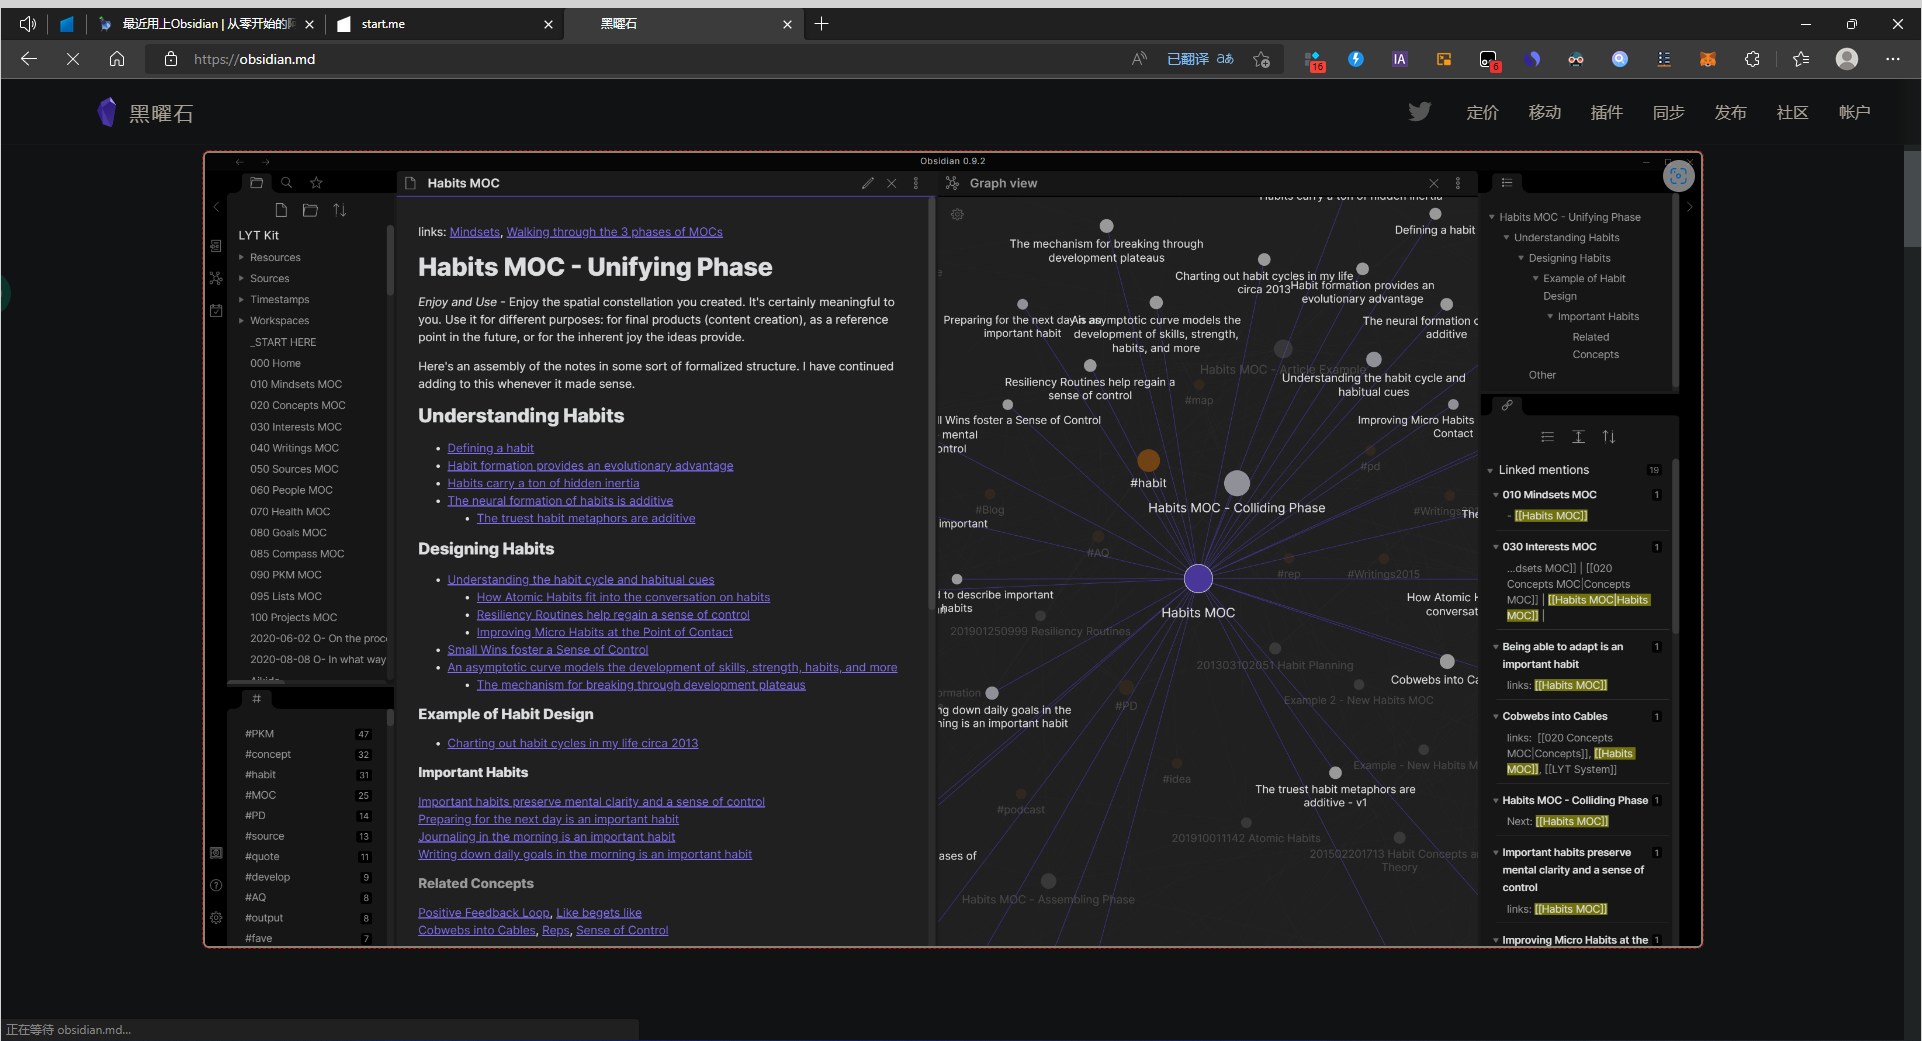 最近用上Obsidian | 从零开始的
start.me
黑曜石
https://obsidian.md
已翻译
16
IA
6
黑曜石
定价 移动 插件 同步 发布 社区 帐户
Obsidian 0.9.2
LYT Kit
Resources
Sources
Timestamps
Workspaces
_START HERE
000 Home
010 Mindsets MOC
020 Concepts MOC
030 Interests MOC
040 Writings MOC
050 Sources MOC
060 People MOC
070 Health MOC
080 Goals MOC
085 Compass MOC
090 PKM MOC
095 Lists MOC
100 Projects MOC
2020-06-02 O- On the proc
2020-08-08 O- In what way
Aikido
#
#PKM 47
#concept 32
#habit 31
#MOC 25
#PD 14
#source 13
#quote 11
#develop 9
#AQ 8
#output 8
#fave 7
Habits MOC
links: Mindsets, Walking through the 3 phases of MOCs
Habits MOC - Unifying Phase
Enjoy and Use - Enjoy the spatial constellation you created. It's certainly meaningful to
you. Use it for different purposes: for final products (content creation), as a reference
point in the future, or for the inherent joy the ideas provide.
Here's an assembly of the notes in some sort of formalized structure. I have continued
adding to this whenever it made sense.
Understanding Habits
• Defining a habit
• Habit formation provides an evolutionary advantage
• Habits carry a ton of hidden inertia
• The neural formation of habits is additive
• The truest habit metaphors are additive
Designing Habits
• Understanding the habit cycle and habitual cues
• How Atomic Habits fit into the conversation on habits
• Resiliency Routines help regain a sense of control
• Improving Micro Habits at the Point of Contact
• Small Wins foster a Sense of Control
• An asymptotic curve models the development of skills, strength, habits, and more
• The mechanism for breaking through development plateaus
Example of Habit Design
• Charting out habit cycles in my life circa 2013
Important Habits
Important habits preserve mental clarity and a sense of control
Preparing for the next day is an important habit
Journaling in the morning is an important habit
Writing down daily goals in the morning is an important habit
Related Concepts
Positive Feedback Loop, Like begets like
Cobwebs into Cables, Reps, Sense of Control
Graph view
Habits carry a ton of hidden inertia
Defining a habit
The mechanism for breaking through
development plateaus
Charting out habit cycles in my life
circa 2013
Habit formation provides an
evolutionary advantage
Preparing for the next day is an
important habit
An asymptotic curve models the
development of skills, strength,
habits, and more
The neural formation o
additive
Habits MOC - Article Example
Understanding the habit cycle and
habitual cues
Resiliency Routines help regain a
sense of control
#map
ll Wins foster a Sense of Control
mental
ontrol
Improving Micro Habits
Contact
#pd
#habit
Habits MOC - Colliding Phase
#Blog
important
#Writings20
The
#AQ
#rep
#Writings2015
d to describe important
habits
Habits MOC
How Atomic H
conversat
201901250999 Resiliency Routines
201303102051 Habit Planning
Cobwebs into Ca
ormation
Example 2 - New Habits MOC
#PD
ng down daily goals in the
ning is an important habit
Example - New Habits M
#idea
The truest habit metaphors are
additive - v1
#podcast
201910011142 Atomic Habits
201502201713 Habit Concepts a
Theory
ases of
Habits MOC - Assembling Phase
Habits MOC - Unifying Phase
Understanding Habits
Designing Habits
Example of Habit
Design
Important Habits
Related
Concepts
Other
Linked mentions 19
010 Mindsets MOC 1
- [[Habits MOC]]
030 Interests MOC 1
...dsets MOC]] | [[020
Concepts MOC|Concepts
MOC]] | [[Habits MOC|Habits
MOC]] |
Being able to adapt is an 1
important habit
links: [[Habits MOC]]
Cobwebs into Cables 1
links: [[020 Concepts
MOC|Concepts]], [[Habits
MOC]], [[LYT System]]
Habits MOC - Colliding Phase 1
Next: [[Habits MOC]]
Important habits preserve 1
mental clarity and a sense of
control
links: [[Habits MOC]]
Improving Micro Habits at the 1
正在等待 obsidian.md...